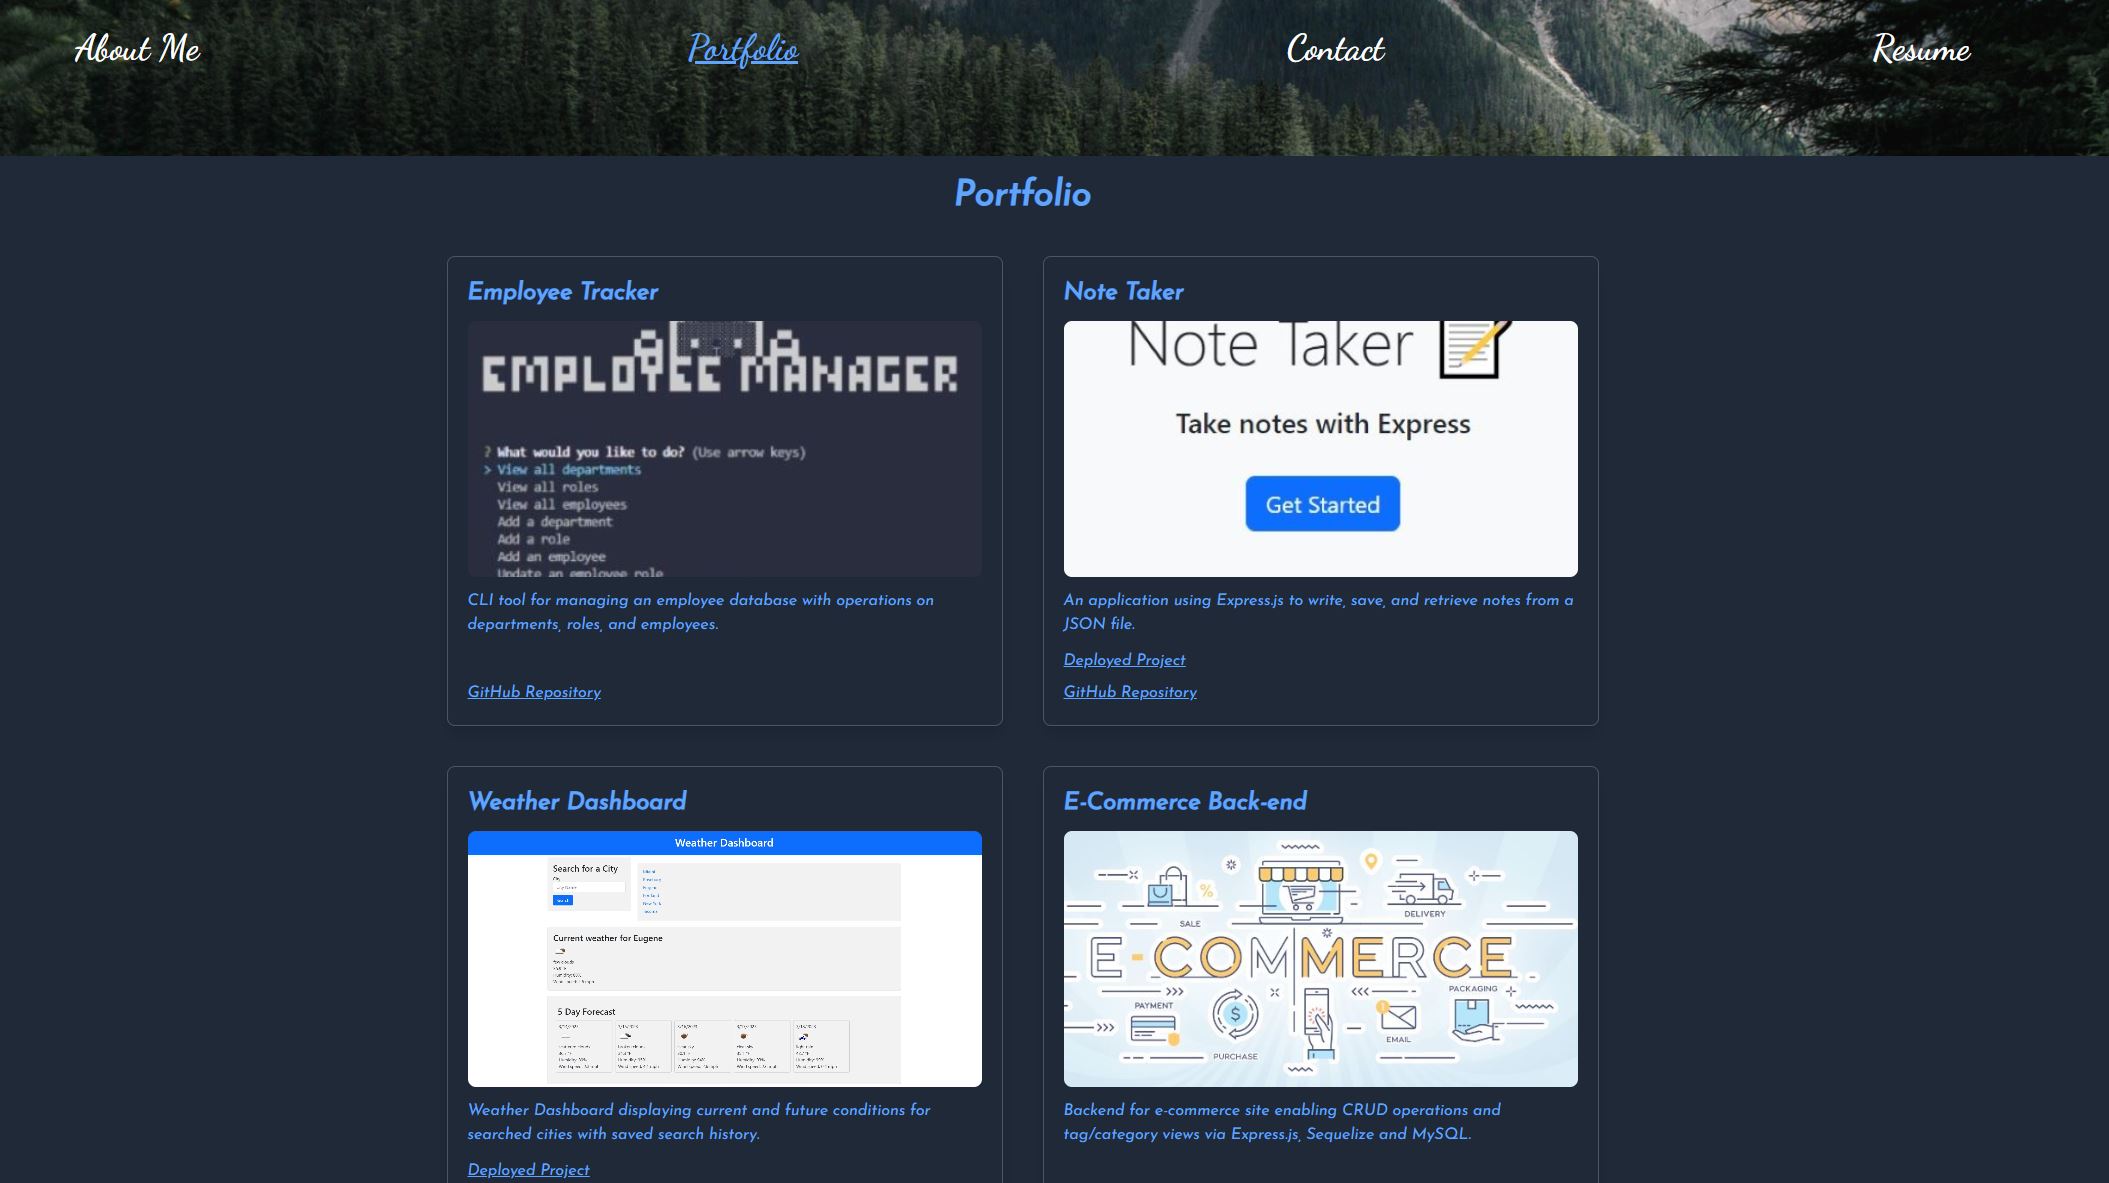 About Me
Portfolio
Contact
Resume
Portfolio
Employee Tracker
EMPLOYEE MANAGER
? What would you like to do? (Use arrow keys)
> View all departments
View all roles
View all employees
Add a department
Add a role
Add an employee
Update an employee role
CLI tool for managing an employee database with operations on
departments, roles, and employees.
GitHub Repository
Note Taker
Note Taker
Take notes with Express
Get Started
An application using Express.js to write, save, and retrieve notes from a
JSON file.
Deployed Project
GitHub Repository
Weather Dashboard
Weather Dashboard
Search for a City
City
City Name
Search
Current weather for Eugene
5 Day Forecast
Weather Dashboard displaying current and future conditions for
searched cities with saved search history.
Deployed Project
E-Commerce Back-end
SALE
%
DELIVERY
E-COMMERCE
PAYMENT
$
PACKAGING
EMAIL
PURCHASE
Backend for e-commerce site enabling CRUD operations and
tag/category views via Express.js, Sequelize and MySQL.